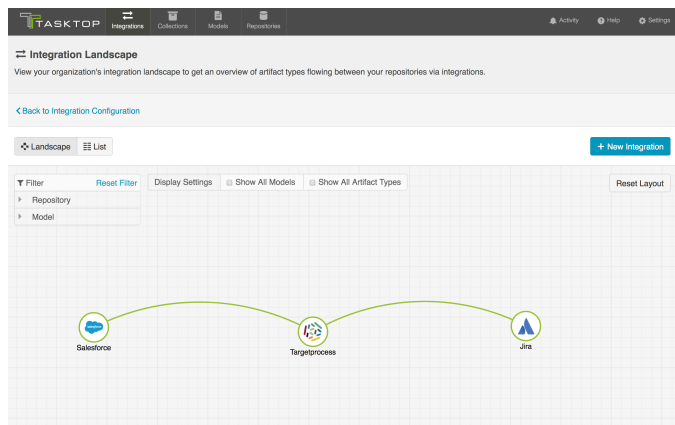 TASKTOP
Integrations
Collections
Models
Repositories
Activity
Help
Settings
Integration Landscape
View your organization's integration landscape to get an overview of artifact types flowing between your repositories via integrations.
Back to Integration Configuration
Landscape
List
+ New Integration
Filter
Reset Filter
Display Settings
Show All Models
Show All Artifact Types
Reset Layout
Repository
Model
Salesforce
Targetprocess
Jira